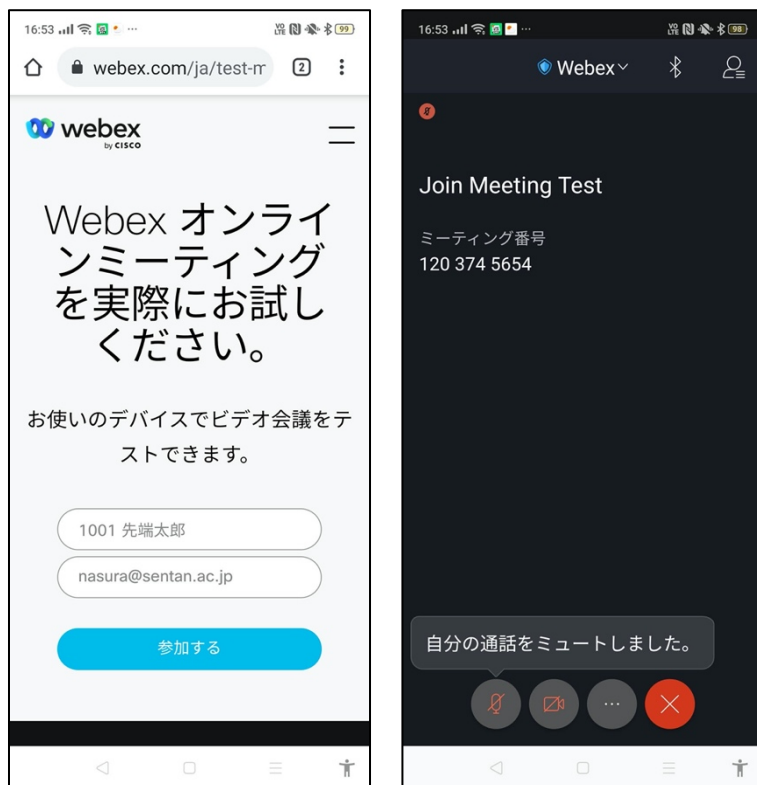 16:53
99
webex.com/ja/test-m
2
webex
by CISCO
Webex オンライ
ンミーティング
を実際にお試し
ください。
お使いのデバイスでビデオ会議をテ
ストできます。
1001 先端太郎
nasura@sentan.ac.jp
参加する
16:53
98
Webex
Join Meeting Test
ミーティング番号
120 374 5654
自分の通話をミュートしました。